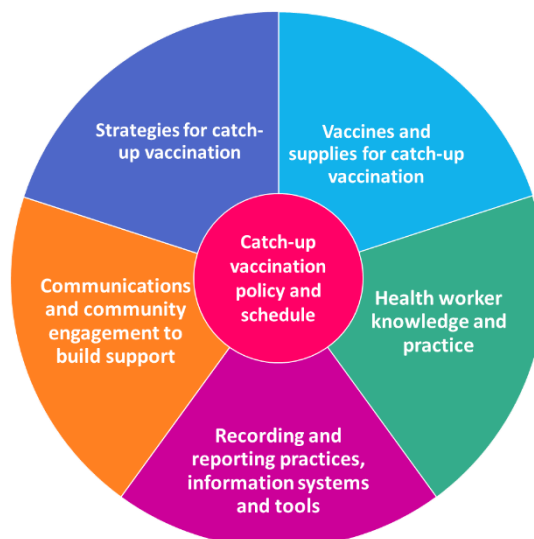 Strategies for catch-
up vaccination
Vaccines and
supplies for catch-up
vaccination
Catch-up
vaccination
policy and
schedule
Communications
and community
engagement to
build support
Health worker
knowledge and
practice
Recording and
reporting practices,
information systems
and tools